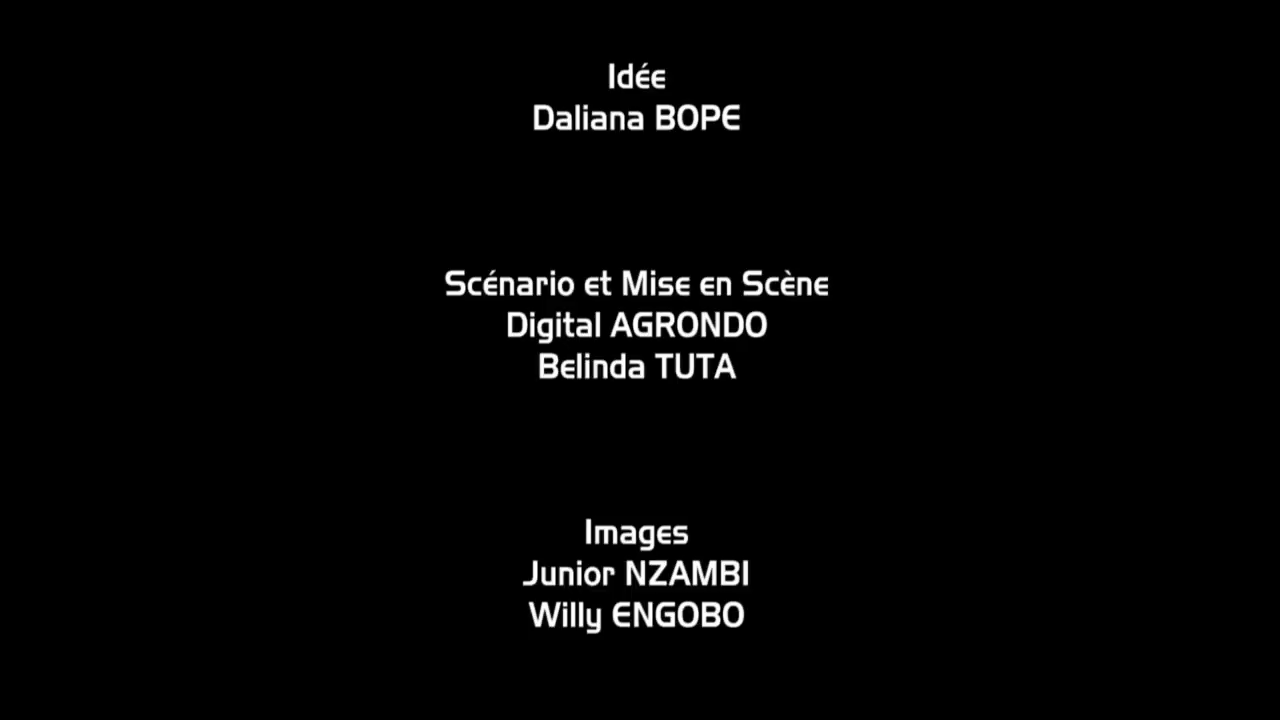 Idée
Daliana BOPE
Scénario et Mise en Scène
Digital AGRONDO
Belinda TUTA
Images
Junior NZAMBI
Willy ENGOBO